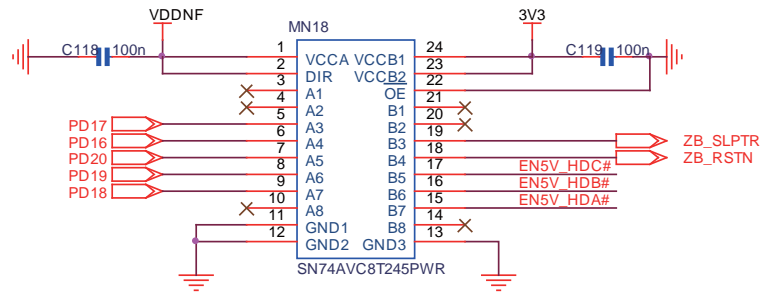 VDDNF 3V3
MN18
C118 100n C119 100n
1 VCCA VCCB1 24
2 DIR VCCB2 23
3 A1 OE 22
4 A2 B1 21
5 A3 B2 20
PD17
6 A4 B3 19 ZB_SLPTR
PD16
7 A5 B4 18 ZB_RSTN
PD20
8 A6 B5 17 EN5V_HDC#
PD19
9 A7 B6 16 EN5V_HDB#
PD18
10 A8 B7 15 EN5V_HDA#
11 GND1 B8 14
12 GND2 GND3 13
SN74AVC8T245PWR